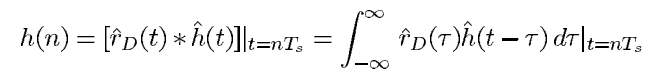 h(n) = [r̂_D(t) * ĥ(t)]|_{t=nT_s} = ∫_{-∞}^{∞} r̂_D(τ)ĥ(t − τ) dτ|_{t=nT_s}